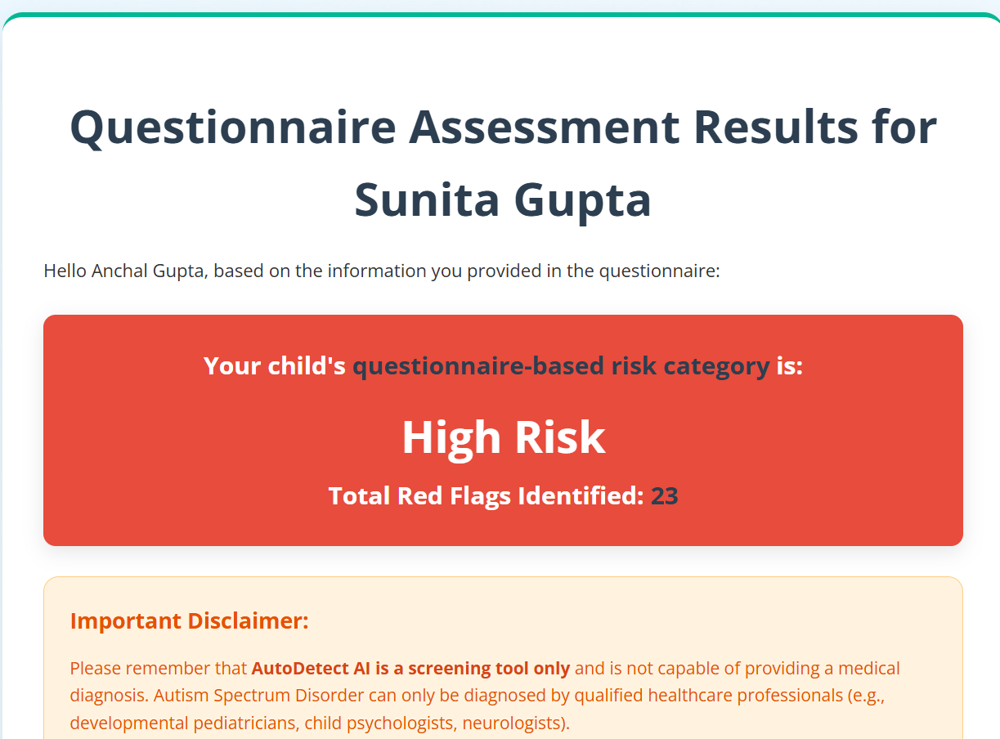 Questionnaire Assessment Results for
Sunita Gupta
Hello Anchal Gupta, based on the information you provided in the questionnaire:
Your child's questionnaire-based risk category is:
High Risk
Total Red Flags Identified: 23
Important Disclaimer:
Please remember that AutoDetect AI is a screening tool only and is not capable of providing a medical
diagnosis. Autism Spectrum Disorder can only be diagnosed by qualified healthcare professionals (e.g.,
developmental pediatricians, child psychologists, neurologists).